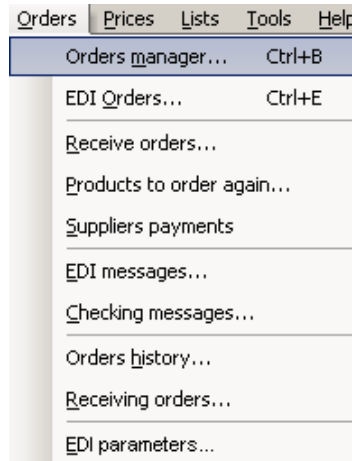 Orders Prices Lists Tools Help
Orders manager... Ctrl+B
EDI Orders... Ctrl+E
Receive orders...
Products to order again...
Suppliers payments
EDI messages...
Checking messages...
Orders history...
Receiving orders...
EDI parameters...